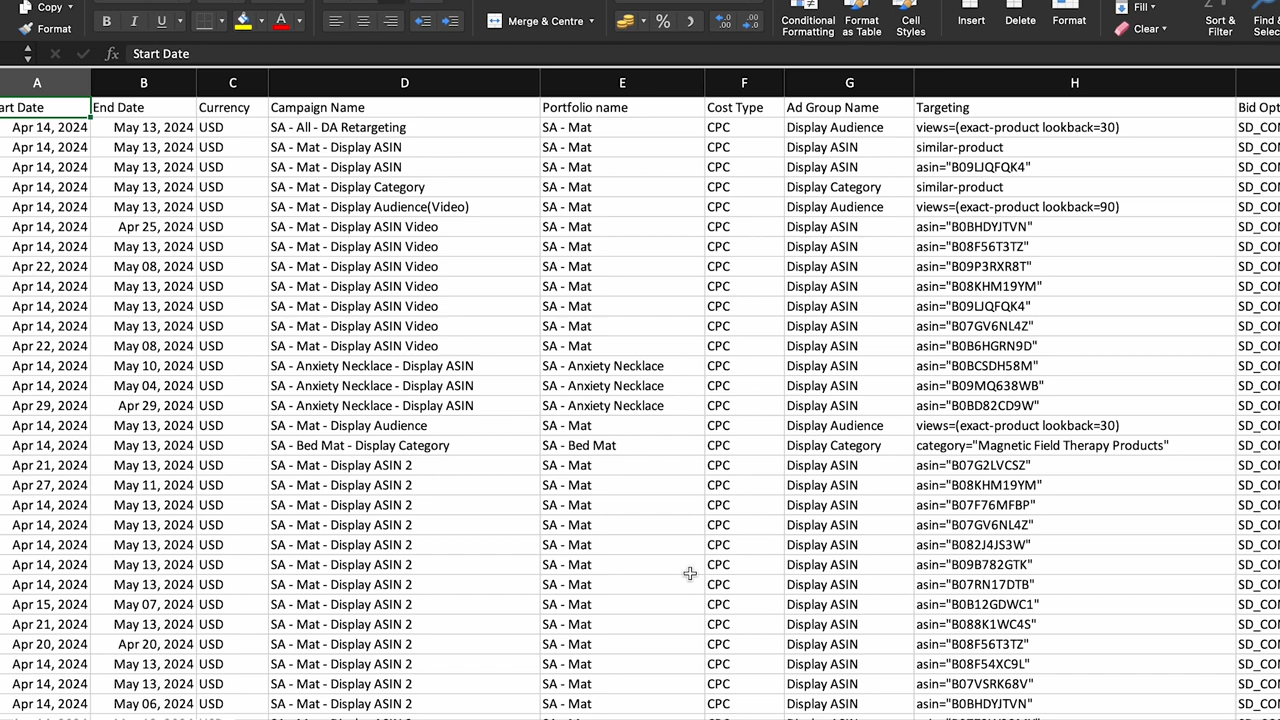 Copy
Format
B I U A
Merge & Centre
%
Conditional Formatting
Format as Table
Cell Styles
Insert
Delete
Format
Fill
Clear
Sort & Filter
fx Start Date
A B C D E F G H
art Date End Date Currency Campaign Name Portfolio name Cost Type Ad Group Name Targeting Bid Opt
Apr 14, 2024 May 13, 2024 USD SA - All - DA Retargeting SA - Mat CPC Display Audience views=(exact-product lookback=30) SD_CON
Apr 14, 2024 May 13, 2024 USD SA - Mat - Display ASIN SA - Mat CPC Display ASIN similar-product SD_CON
Apr 14, 2024 May 13, 2024 USD SA - Mat - Display ASIN SA - Mat CPC Display ASIN asin="B09LJQFQK4" SD_CON
Apr 14, 2024 May 13, 2024 USD SA - Mat - Display Category SA - Mat CPC Display Category similar-product SD_CON
Apr 14, 2024 May 13, 2024 USD SA - Mat - Display Audience(Video) SA - Mat CPC Display Audience views=(exact-product lookback=90) SD_CON
Apr 14, 2024 Apr 25, 2024 USD SA - Mat - Display ASIN Video SA - Mat CPC Display ASIN asin="B0BHDYJTVN" SD_CON
Apr 14, 2024 May 13, 2024 USD SA - Mat - Display ASIN Video SA - Mat CPC Display ASIN asin="B08F56T3TZ" SD_CON
Apr 22, 2024 May 08, 2024 USD SA - Mat - Display ASIN Video SA - Mat CPC Display ASIN asin="B09P3RXR8T" SD_CON
Apr 14, 2024 May 13, 2024 USD SA - Mat - Display ASIN Video SA - Mat CPC Display ASIN asin="B08KHM19YM" SD_CON
Apr 14, 2024 May 13, 2024 USD SA - Mat - Display ASIN Video SA - Mat CPC Display ASIN asin="B09LJQFQK4" SD_CON
Apr 14, 2024 May 13, 2024 USD SA - Mat - Display ASIN Video SA - Mat CPC Display ASIN asin="B07GV6NL4Z" SD_CON
Apr 22, 2024 May 08, 2024 USD SA - Mat - Display ASIN Video SA - Mat CPC Display ASIN asin="B0B6HGRN9D" SD_CON
Apr 14, 2024 May 10, 2024 USD SA - Anxiety Necklace - Display ASIN SA - Anxiety Necklace CPC Display ASIN asin="B0BCSDH58M" SD_CON
Apr 14, 2024 May 04, 2024 USD SA - Anxiety Necklace - Display ASIN SA - Anxiety Necklace CPC Display ASIN asin="B09MQ638WB" SD_CON
Apr 29, 2024 Apr 29, 2024 USD SA - Anxiety Necklace - Display ASIN SA - Anxiety Necklace CPC Display ASIN asin="B0BD82CD9W" SD_CON
Apr 14, 2024 May 13, 2024 USD SA - Mat - Display Audience SA - Mat CPC Display Audience views=(exact-product lookback=30) SD_CON
Apr 14, 2024 May 13, 2024 USD SA - Bed Mat - Display Category SA - Bed Mat CPC Display Category category="Magnetic Field Therapy Products" SD_CON
Apr 21, 2024 May 13, 2024 USD SA - Mat - Display ASIN 2 SA - Mat CPC Display ASIN asin="B07G2LVCSZ" SD_CON
Apr 27, 2024 May 11, 2024 USD SA - Mat - Display ASIN 2 SA - Mat CPC Display ASIN asin="B08KHM19YM" SD_CON
Apr 14, 2024 May 13, 2024 USD SA - Mat - Display ASIN 2 SA - Mat CPC Display ASIN asin="B07F76MFBP" SD_CON
Apr 14, 2024 May 13, 2024 USD SA - Mat - Display ASIN 2 SA - Mat CPC Display ASIN asin="B07GV6NL4Z" SD_CON
Apr 14, 2024 May 13, 2024 USD SA - Mat - Display ASIN 2 SA - Mat CPC Display ASIN asin="B082J4JS3W" SD_CON
Apr 14, 2024 May 13, 2024 USD SA - Mat - Display ASIN 2 SA - Mat CPC Display ASIN asin="B09B782GTK" SD_CON
Apr 14, 2024 May 13, 2024 USD SA - Mat - Display ASIN 2 SA - Mat CPC Display ASIN asin="B07RN17DTB" SD_CON
Apr 15, 2024 May 07, 2024 USD SA - Mat - Display ASIN 2 SA - Mat CPC Display ASIN asin="B0B12GDWC1" SD_CON
Apr 21, 2024 May 13, 2024 USD SA - Mat - Display ASIN 2 SA - Mat CPC Display ASIN asin="B088K1WC4S" SD_CON
Apr 20, 2024 Apr 20, 2024 USD SA - Mat - Display ASIN 2 SA - Mat CPC Display ASIN asin="B08F56T3TZ" SD_CON
Apr 14, 2024 May 13, 2024 USD SA - Mat - Display ASIN 2 SA - Mat CPC Display ASIN asin="B08F54XC9L" SD_CON
Apr 14, 2024 May 13, 2024 USD SA - Mat - Display ASIN 2 SA - Mat CPC Display ASIN asin="B07VSRK68V" SD_CON
Apr 14, 2024 May 06, 2024 USD SA - Mat - Display ASIN 2 SA - Mat CPC Display ASIN asin="B0BHDYJTVN" SD_CON